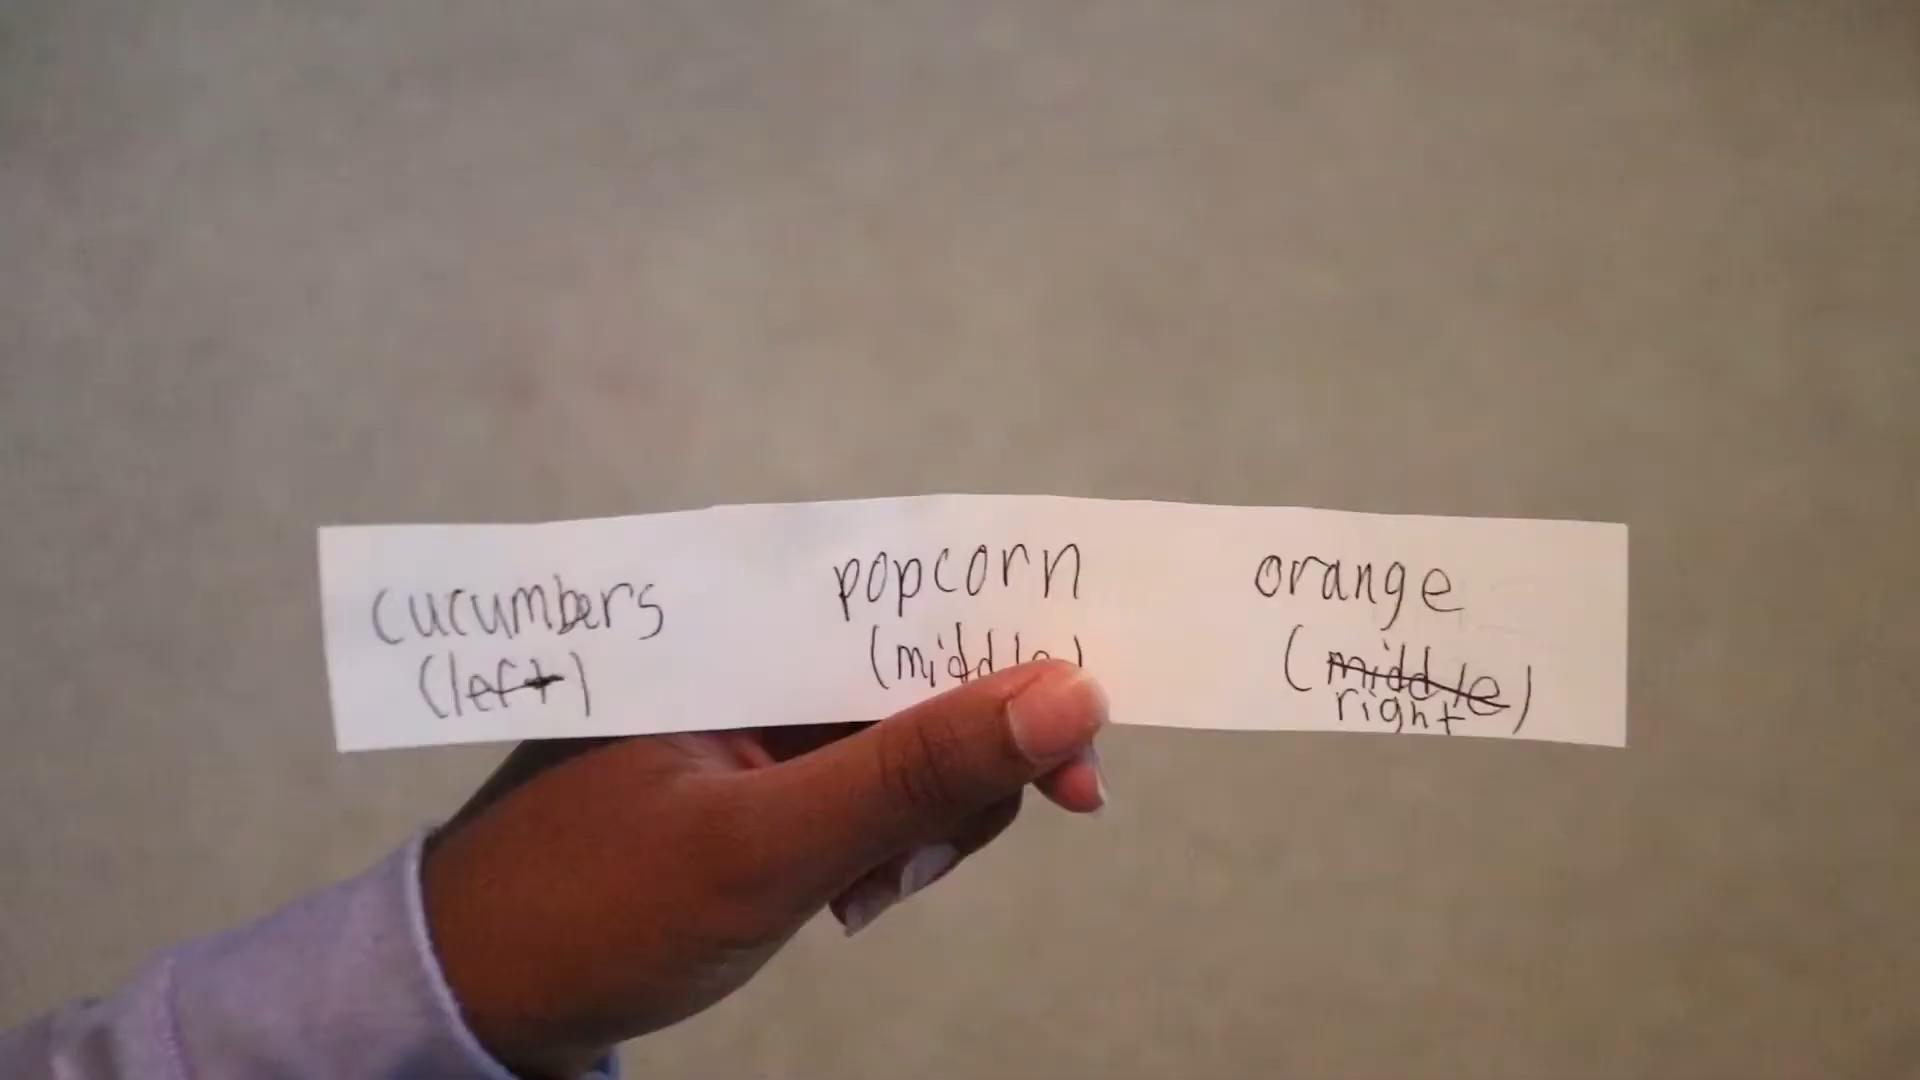 cucumbers popcorn orange
(left) (middle) (middle)
right